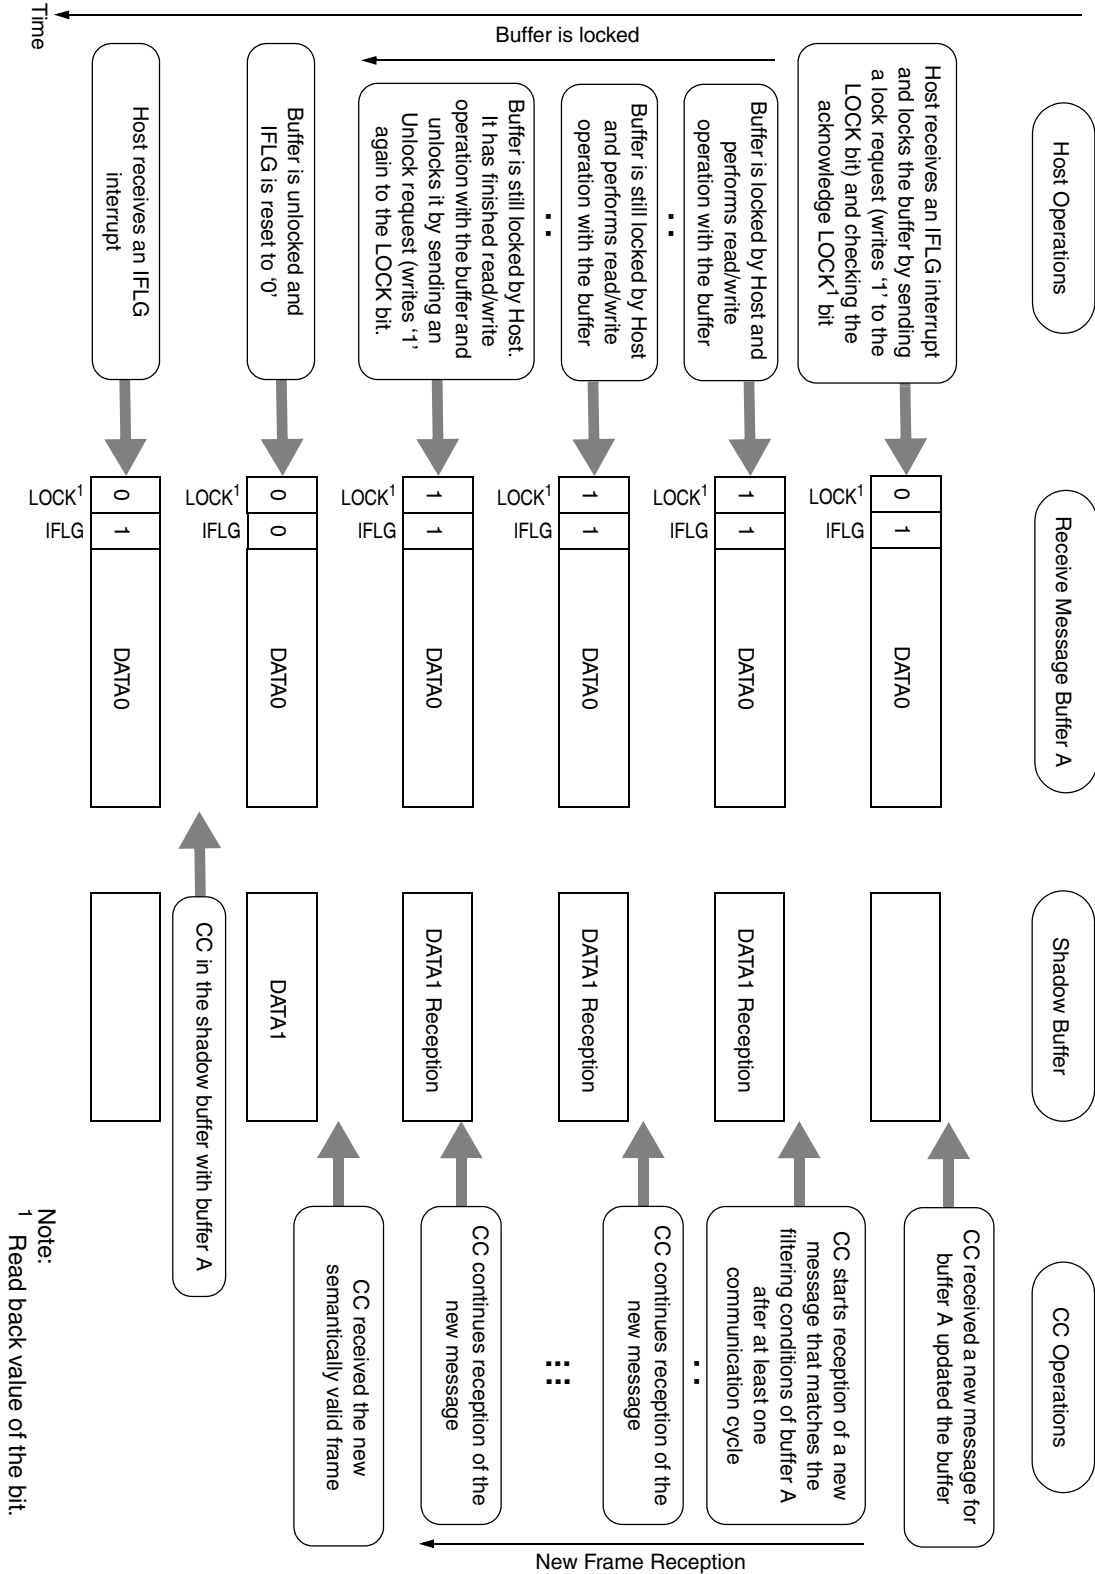 Host Operations
Receive Message Buffer A
Shadow Buffer
CC Operations
Host receives an IFLG interrupt
and locks the buffer by sending
a lock request (writes ‘1’ to the
LOCK bit) and checking the
acknowledge LOCK¹ bit
LOCK¹
0
IFLG
1
DATA0
CC received a new message for
buffer A updated the buffer
Buffer is locked by Host and
performs read/write
operation with the buffer
LOCK¹
1
IFLG
1
DATA0
DATA1 Reception
CC starts reception of a new
message that matches the
filtering conditions of buffer A
after at least one
communication cycle
Buffer is still locked by Host
and performs read/write
operation with the buffer
LOCK¹
1
IFLG
1
DATA0
DATA1 Reception
CC continues reception of the
new message
Buffer is still locked by Host.
It has finished read/write
operation with the buffer and
unlocks it by sending an
Unlock request (writes ‘1’
again to the LOCK bit.
LOCK¹
1
IFLG
1
DATA0
DATA1 Reception
CC continues reception of the
new message
Buffer is unlocked and
IFLG is reset to ‘0’
LOCK¹
0
IFLG
0
DATA0
DATA1
CC received the new
semantically valid frame
CC in the shadow buffer with buffer A
Host receives an IFLG
interrupt
LOCK¹
0
IFLG
1
DATA0
Buffer is locked
New Frame Reception
Time
Note:
¹ Read back value of the bit.